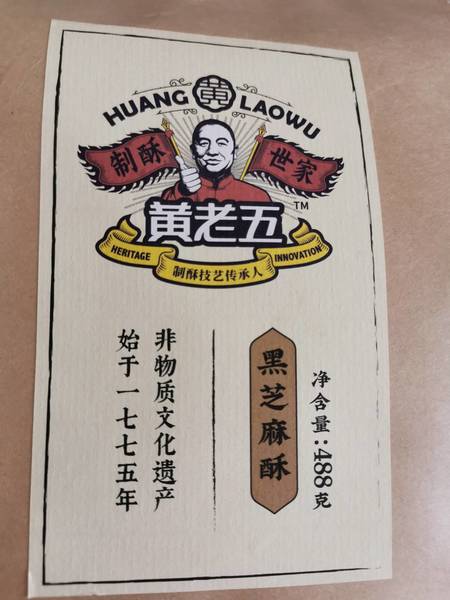 黄
HUANG LAOWU
制酥 世家
黄老五 TM
HERITAGE INNOVATION
制酥技艺传承人
黑芝麻酥
净含量:488克
非物质文化遗产
始于一七七五年